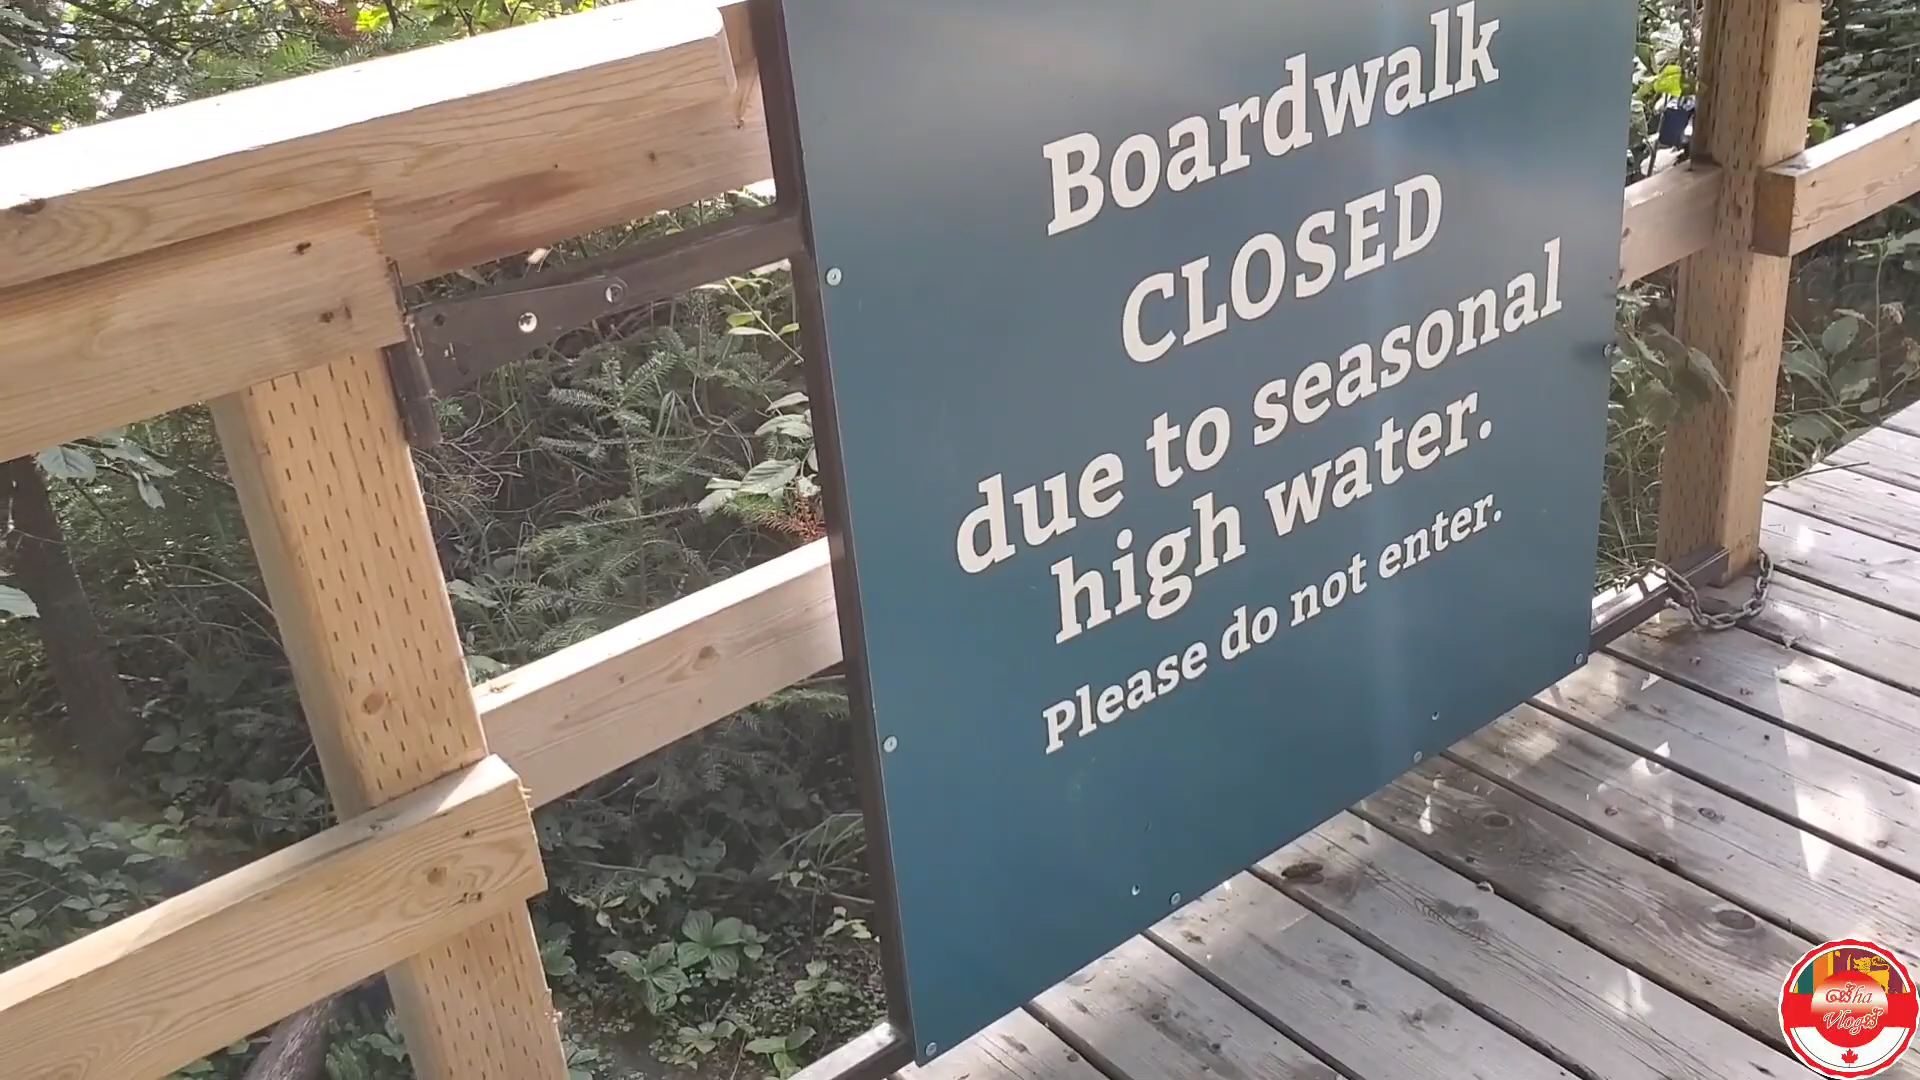 Boardwalk
CLOSED
due to seasonal
high water.
Please do not enter.